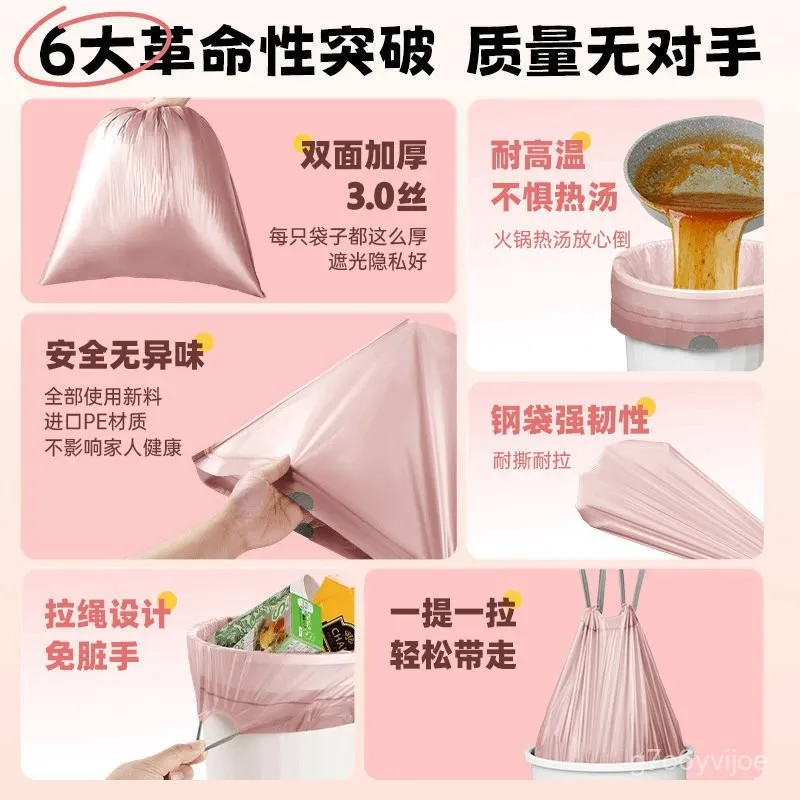 6大革命性突破 质量无对手
双面加厚
3.0丝
每只袋子都这么厚
遮光隐私好
耐高温
不惧热汤
火锅热汤放心倒
安全无异味
全部使用新料
进口PE材质
不影响家人健康
钢袋强韧性
耐撕耐拉
拉绳设计
免脏手
一提一拉
轻松带走
g7o6yvijoe